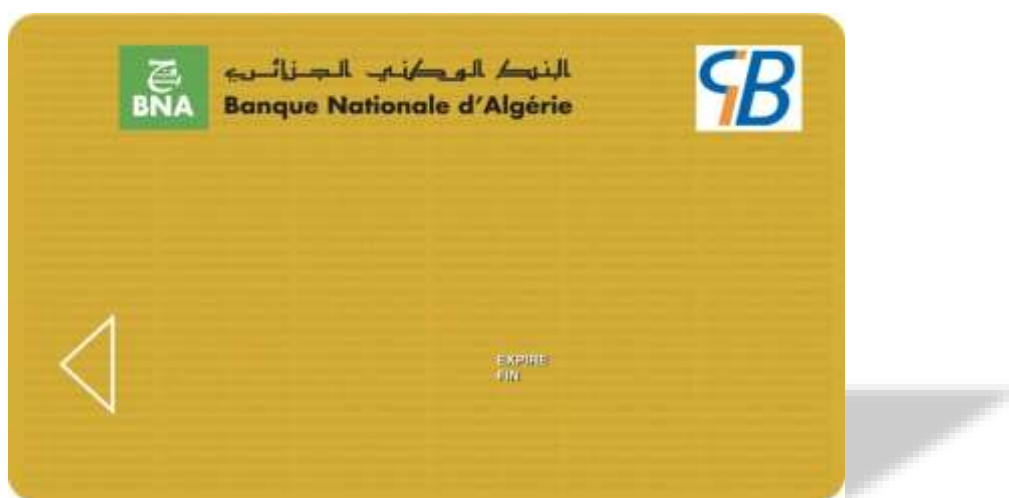 البنك الوطني الجزائري
BNA
Banque Nationale d'Algérie
CIB
EXPIRE
FIN